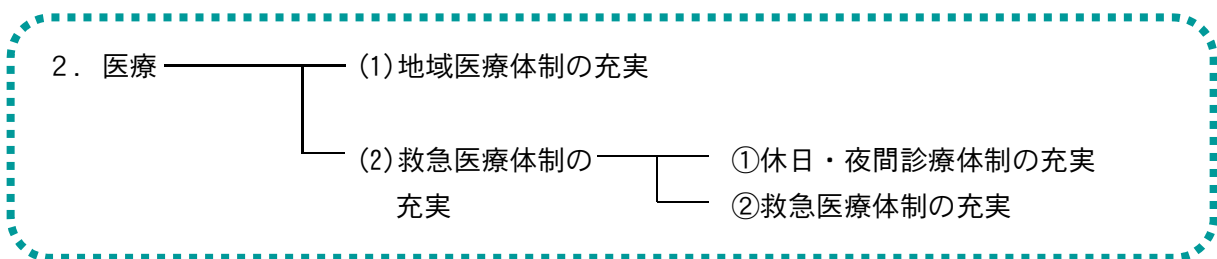 ２．医療
(1)地域医療体制の充実
(2)救急医療体制の
充実
①休日・夜間診療体制の充実
②救急医療体制の充実